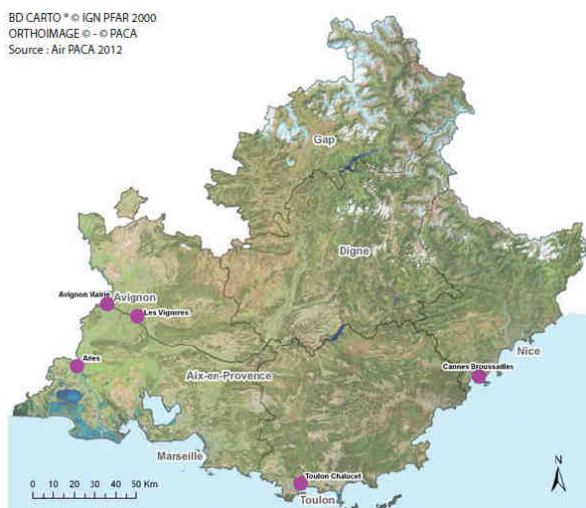 BD CARTO ® © IGN PFAR 2000
ORTHOIMAGE © - © PACA
Source : Air PACA 2012
Gap
Digne
Avignon Mairie
Avignon
Les Vignères
Arles
Aix-en-Provence
Nice
Cannes Broussailles
Marseille
Toulon Chalucet
Toulon
0 10 20 30 40 50 Km
N